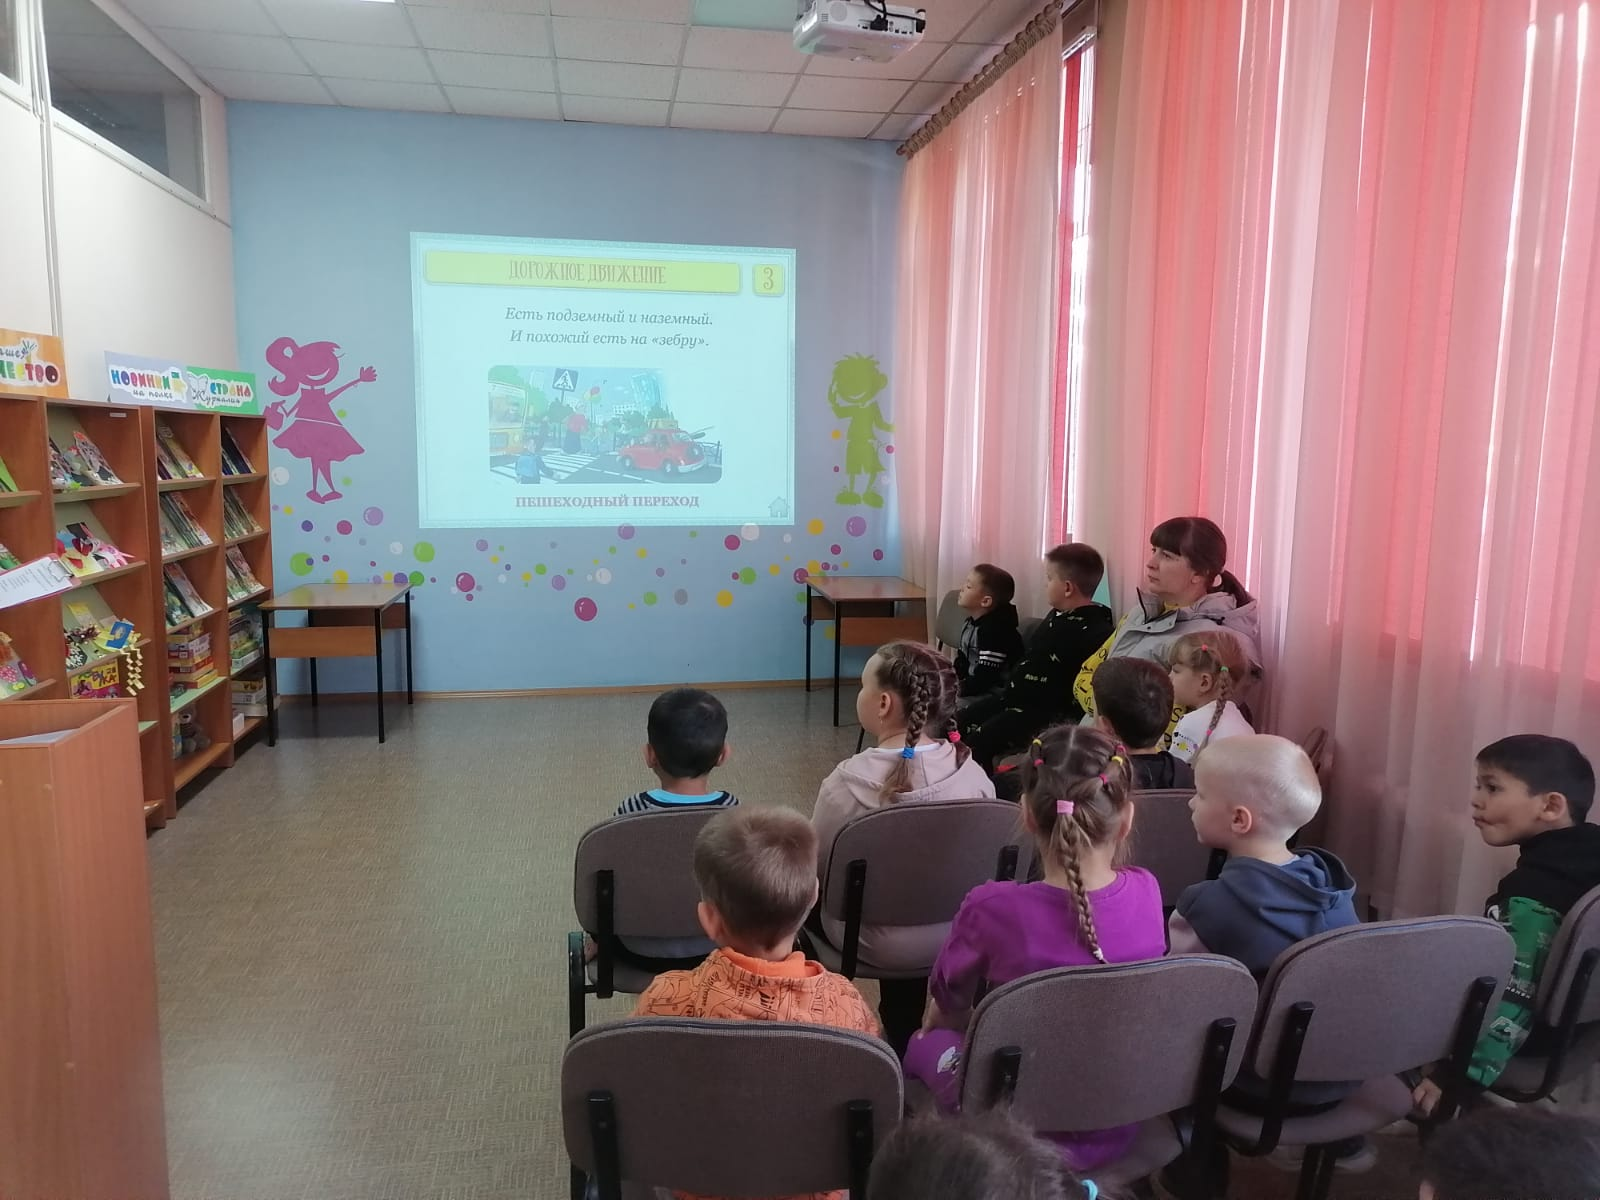 ДОРОЖНОЕ ДВИЖЕНИЕ
3
Есть подземный и наземный.
И похожий есть на «зебру».
ПЕШЕХОДНЫЙ ПЕРЕХОД
НОВИНКИ
на полке
СТРАНА
Журналия